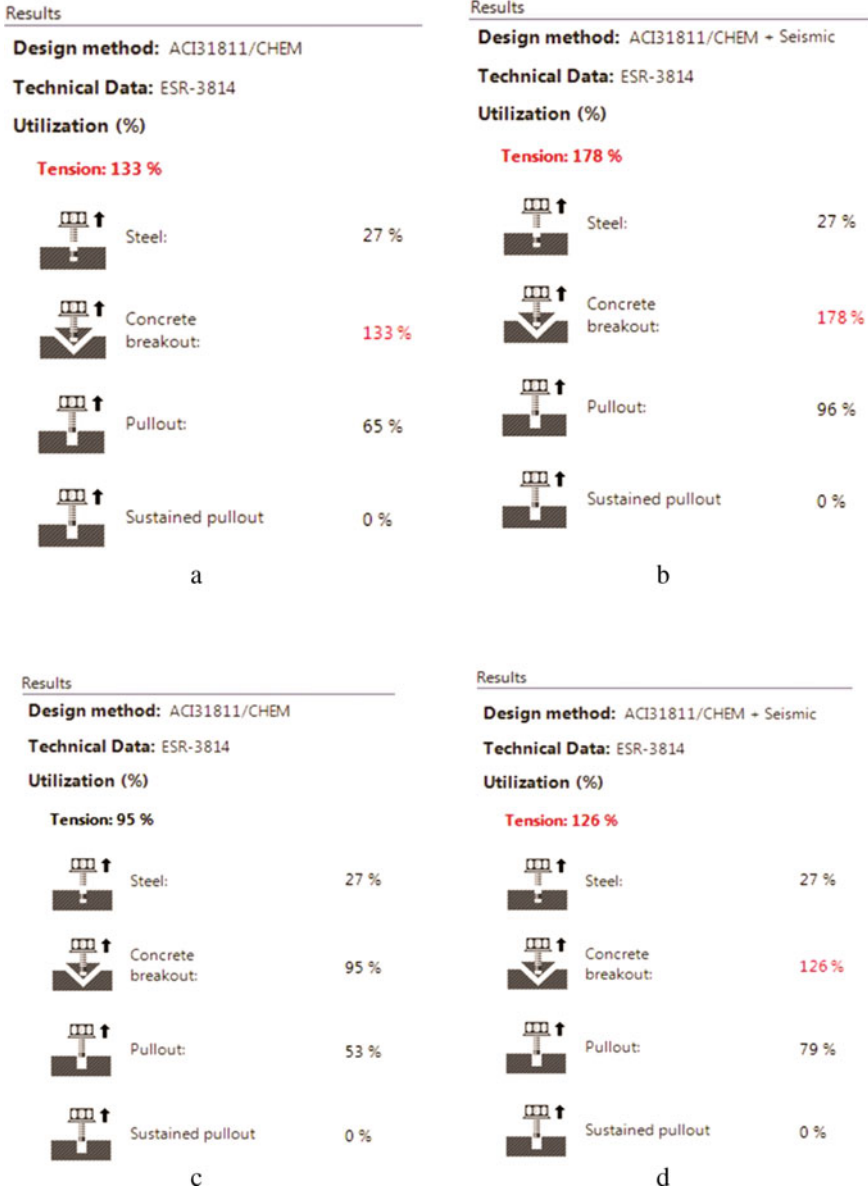 Results
Design method: ACI31811/CHEM
Technical Data: ESR-3814
Utilization (%)
Tension: 133 %
Steel: 27 %
Concrete
breakout: 133 %
Pullout: 65 %
Sustained pullout 0 %
a
Results
Design method: ACI31811/CHEM + Seismic
Technical Data: ESR-3814
Utilization (%)
Tension: 178 %
Steel: 27 %
Concrete
breakout: 178 %
Pullout: 96 %
Sustained pullout 0 %
b
Results
Design method: ACI31811/CHEM
Technical Data: ESR-3814
Utilization (%)
Tension: 95 %
Steel: 27 %
Concrete
breakout: 95 %
Pullout: 53 %
Sustained pullout 0 %
c
Results
Design method: ACI31811/CHEM + Seismic
Technical Data: ESR-3814
Utilization (%)
Tension: 126 %
Steel: 27 %
Concrete
breakout: 126 %
Pullout: 79 %
Sustained pullout 0 %
d